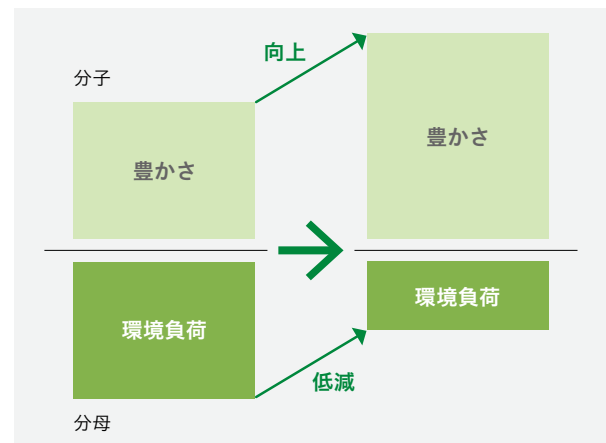 向上
分子
豊かさ
豊かさ
環境負荷
環境負荷
低減
分母